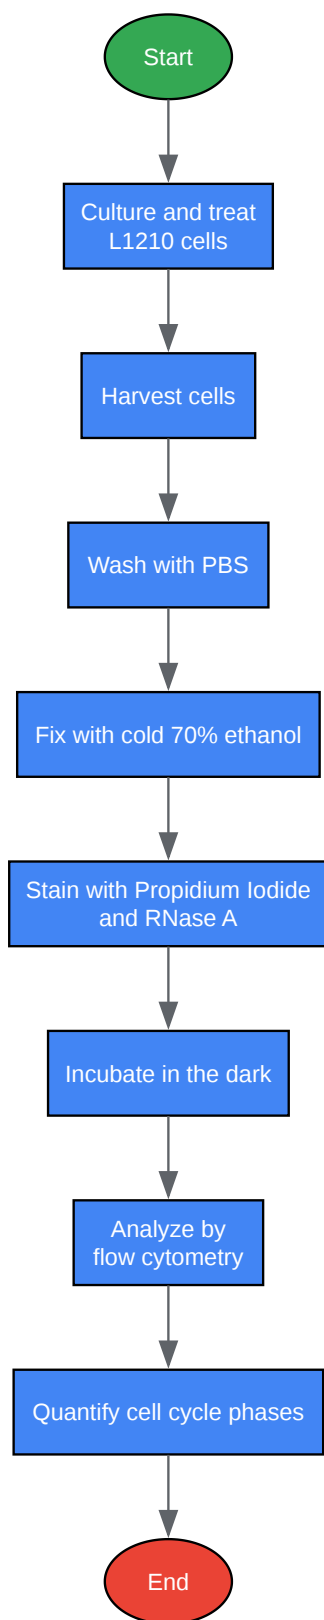 Start
Culture and treat
L1210 cells
Harvest cells
Wash with PBS
Fix with cold 70% ethanol
Stain with Propidium Iodide
and RNase A
Incubate in the dark
Analyze by
flow cytometry
Quantify cell cycle phases
End